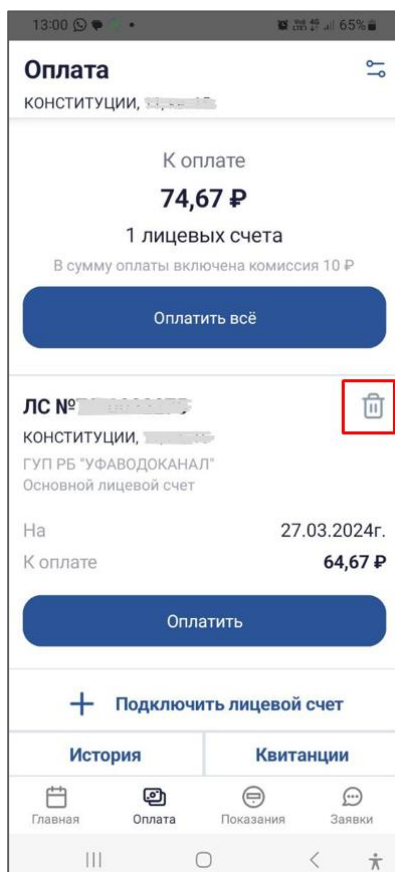 13:00
4G
65%
Оплата
КОНСТИТУЦИИ,
К оплате
74,67 ₽
1 лицевых счета
В сумму оплаты включена комиссия 10 ₽
Оплатить всё
ЛС №
КОНСТИТУЦИИ,
ГУП РБ "УФАВОДОКАНАЛ"
Основной лицевой счет
На 27.03.2024г.
К оплате 64,67 ₽
Оплатить
Подключить лицевой счет
История Квитанции
Главная Оплата Показания Заявки